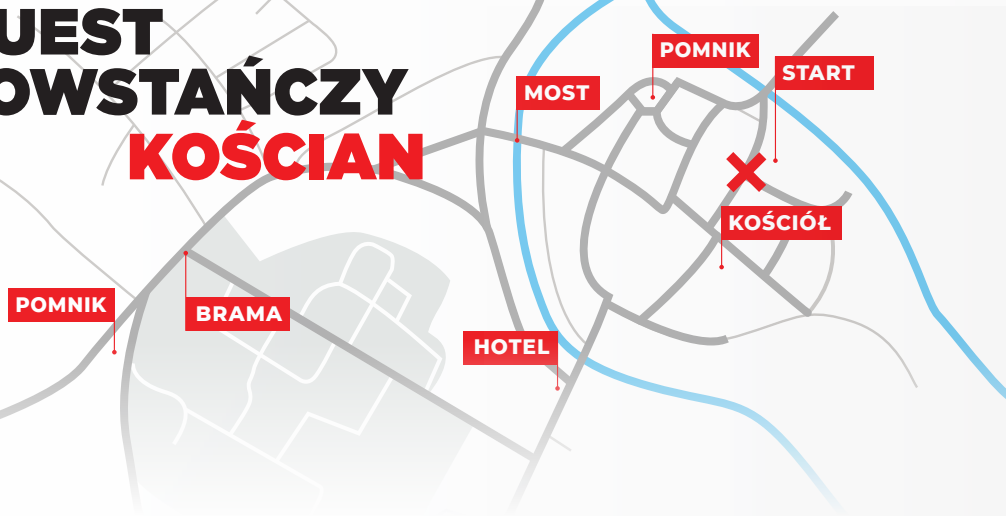 UEST
OWSTAŃCZY
KOŚCIAN
POMNIK
START
MOST
KOŚCIÓŁ
POMNIK
BRAMA
HOTEL